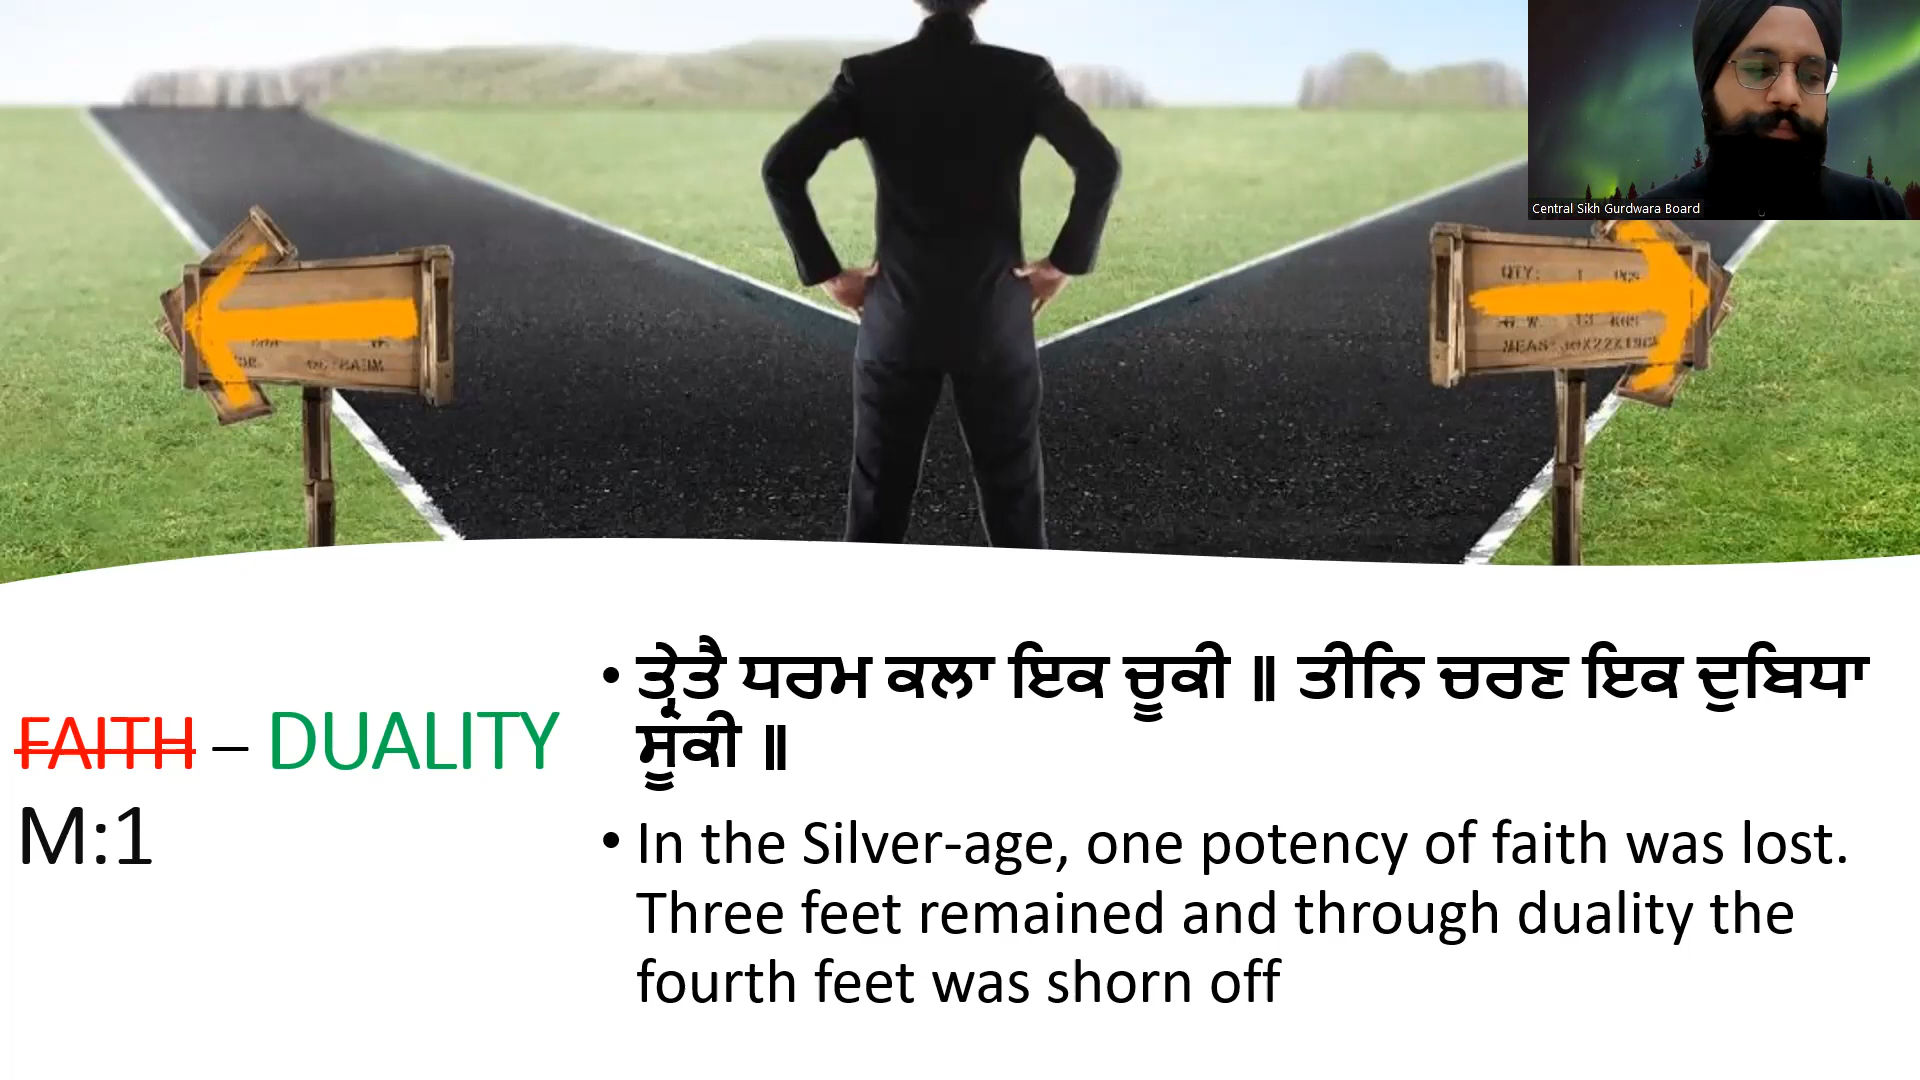 Central Sikh Gurdwara Board
QTY:
FAITH – DUALITY
M:1
• ਤ੍ਰੇਤੈ ਧਰਮ ਕਲਾ ਇਕ ਚੂਕੀ ॥ ਤੀਨਿ ਚਰਣ ਇਕ ਦੁਬਿਧਾ
ਸੂਕੀ ॥
• In the Silver-age, one potency of faith was lost.
Three feet remained and through duality the
fourth feet was shorn off